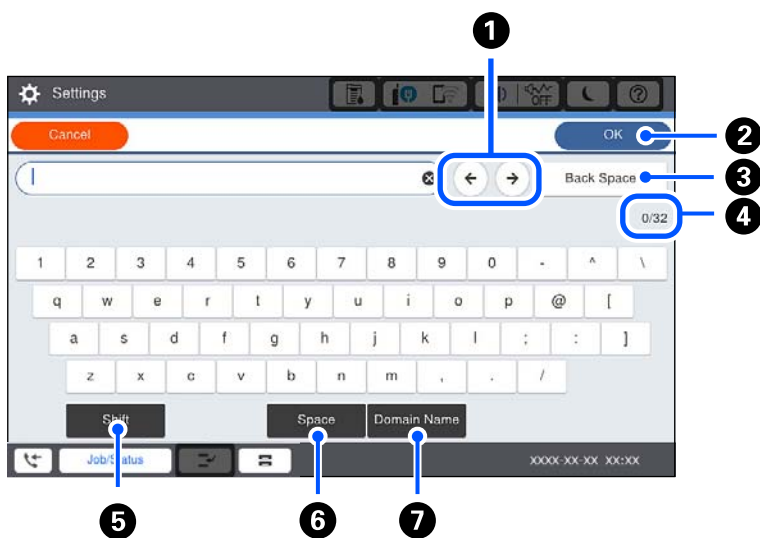 1
Settings
OFF
Cancel
OK
2
Back Space
3
0/32
4
1 2 3 4 5 6 7 8 9 0 - ^ \
q w e r t y u i o p @ [
a s d f g h j k l ; : ]
z x c v b n m , . /
Shift
Space
Domain Name
Job/Status
XXXX-XX-XX XX:XX
5
6
7